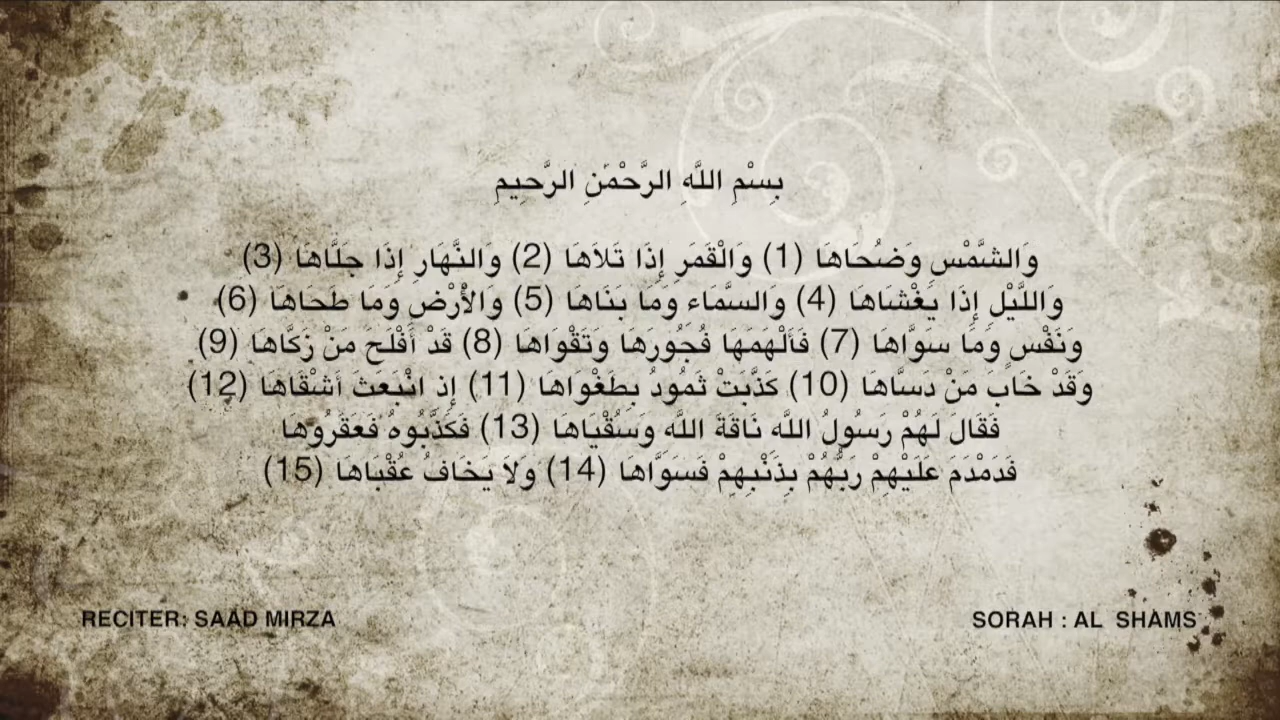 بِسْمِ اللَّهِ الرَّحْمَنِ الرَّحِيمِ
وَالشَّمْسِ وَضُحَاهَا (1) وَالْقَمَرِ إِذَا تَلاَهَا (2) وَالنَّهَارِ إِذَا جَلَّاهَا (3)
وَاللَّيْلِ إِذَا يَغْشَاهَا (4) وَالسَّمَاء وَمَا بَنَاهَا (5) وَالأَرْضِ وَمَا طَحَاهَا (6)
وَنَفْسٍ وَمَا سَوَّاهَا (7) فَأَلْهَمَهَا فُجُورَهَا وَتَقْوَاهَا (8) قَدْ أَفْلَحَ مَنْ زَكَّاهَا (9)
وَقَدْ خَابَ مَنْ دَسَّاهَا (10) كَذَّبَتْ ثَمُودُ بِطَغْوَاهَا (11) إِذِ انْبَعَثَ أَشْقَاهَا (12)
فَقَالَ لَهُمْ رَسُولُ اللَّهِ نَاقَةَ اللَّهِ وَسُقْيَاهَا (13) فَكَذَّبُوهُ فَعَقَرُوهَا
فَدَمْدَمَ عَلَيْهِمْ رَبُّهُمْ بِذَنْبِهِمْ فَسَوَّاهَا (14) وَلاَ يَخَافُ عُقْبَاهَا (15)
RECITER: SAAD MIRZA
SORAH : AL SHAMS